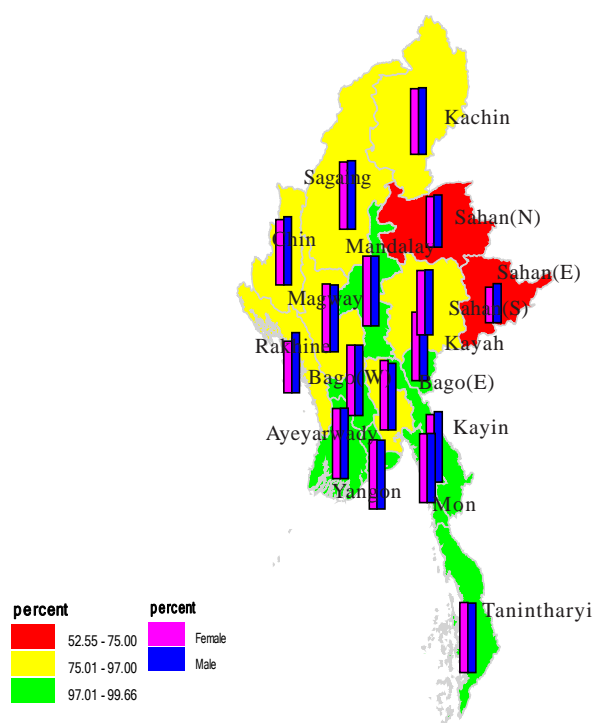 Kachin
Sagaing
Sahan(N)
Chin
Mandalay
Sahan(E)
Magway
Sahan(S)
Rakhine
Kayah
Bago(W)
Bago(E)
Ayeyarwady
Kayin
Yangon
Mon
Tanintharyi
percent
52.55 - 75.00
75.01 - 97.00
97.01 - 99.66
percent
Female
Male